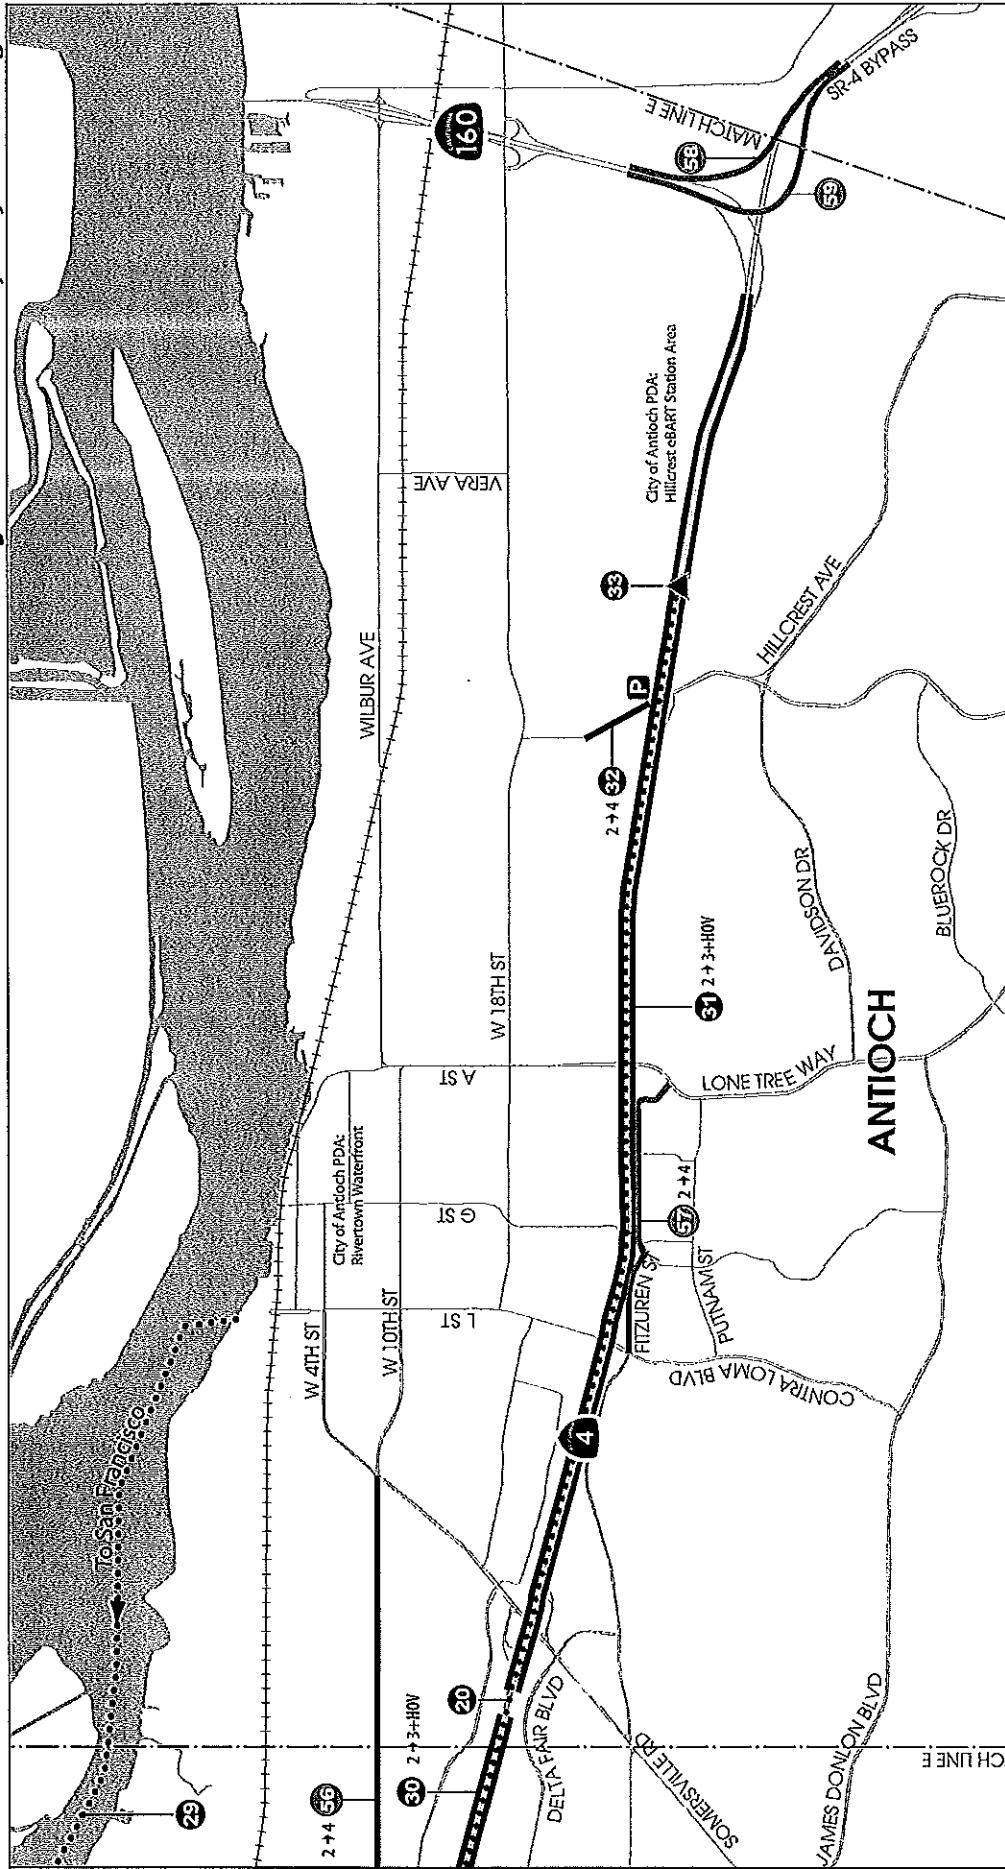 To San Francisco
29
2→4 56
30 2→3+HOV
20
DELTA FAIR BLVD
SOMERSVILLE RD
JAMES DONLON BLVD
CH LINE E
W 4TH ST
W 10TH ST
L ST
G ST
A ST
City of Antioch PDA:
Rivertown Waterfront
4
FITZUREN ST
PUTNAM ST
CONTRA LOMA BLVD
57 2→4
LONE TREE WAY
ANTIOCH
W 18TH ST
31 2→3+HOV
DAVIDSON DR
BLUEROCK DR
WILBUR AVE
2→4 32
P
33
HILLCREST AVE
VERA AVE
City of Antioch PDA:
Hillcrest eBART Station Area
CALIFORNIA
160
58
59
MATCH LINE E
SR-4 BYPASS